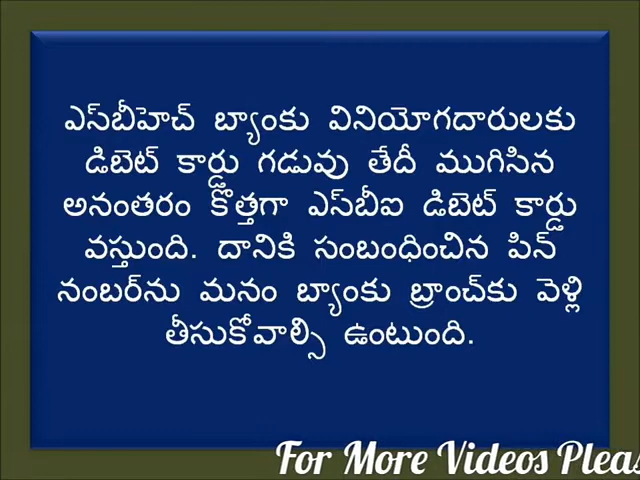 ఎస్‌బీహెచ్ బ్యాంకు వినియోగదారులకు
డిబెట్ కార్డు గడువు తేదీ ముగిసిన
అనంతరం కొత్తగా ఎస్‌బీఐ డిబెట్ కార్డు
వస్తుంది. దానికి సంబంధించిన పిన్
నంబర్‌ను మనం బ్యాంకు బ్రాంచ్‌కు వెళ్లి
తీసుకోవాల్సి ఉంటుంది.
For More Videos Pleas